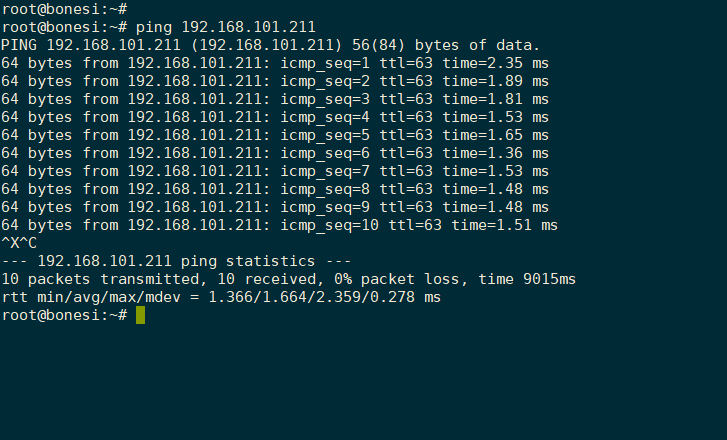 root@bonesi:~#
root@bonesi:~# ping 192.168.101.211
PING 192.168.101.211 (192.168.101.211) 56(84) bytes of data.
64 bytes from 192.168.101.211: icmp_seq=1 ttl=63 time=2.35 ms
64 bytes from 192.168.101.211: icmp_seq=2 ttl=63 time=1.89 ms
64 bytes from 192.168.101.211: icmp_seq=3 ttl=63 time=1.81 ms
64 bytes from 192.168.101.211: icmp_seq=4 ttl=63 time=1.53 ms
64 bytes from 192.168.101.211: icmp_seq=5 ttl=63 time=1.65 ms
64 bytes from 192.168.101.211: icmp_seq=6 ttl=63 time=1.36 ms
64 bytes from 192.168.101.211: icmp_seq=7 ttl=63 time=1.53 ms
64 bytes from 192.168.101.211: icmp_seq=8 ttl=63 time=1.48 ms
64 bytes from 192.168.101.211: icmp_seq=9 ttl=63 time=1.48 ms
64 bytes from 192.168.101.211: icmp_seq=10 ttl=63 time=1.51 ms
^X^C
--- 192.168.101.211 ping statistics ---
10 packets transmitted, 10 received, 0% packet loss, time 9015ms
rtt min/avg/max/mdev = 1.366/1.664/2.359/0.278 ms
root@bonesi:~#